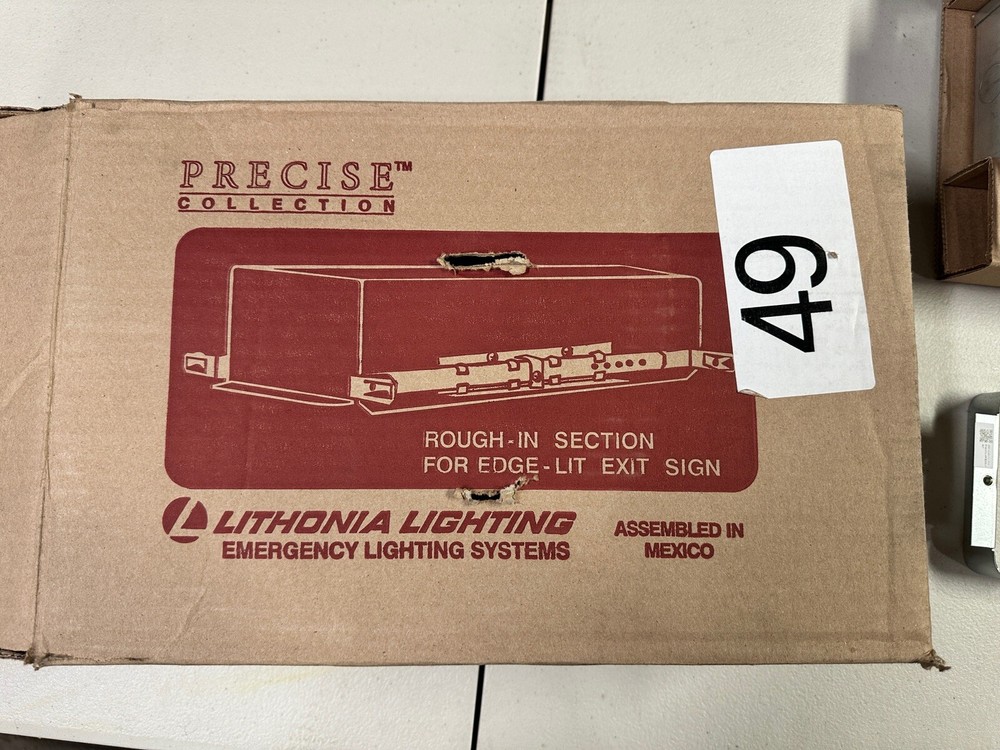 PRECISE™
COLLECTION
49
ROUGH-IN SECTION
FOR EDGE-LIT EXIT SIGN
LITHONIA LIGHTING
EMERGENCY LIGHTING SYSTEMS
ASSEMBLED IN
MEXICO